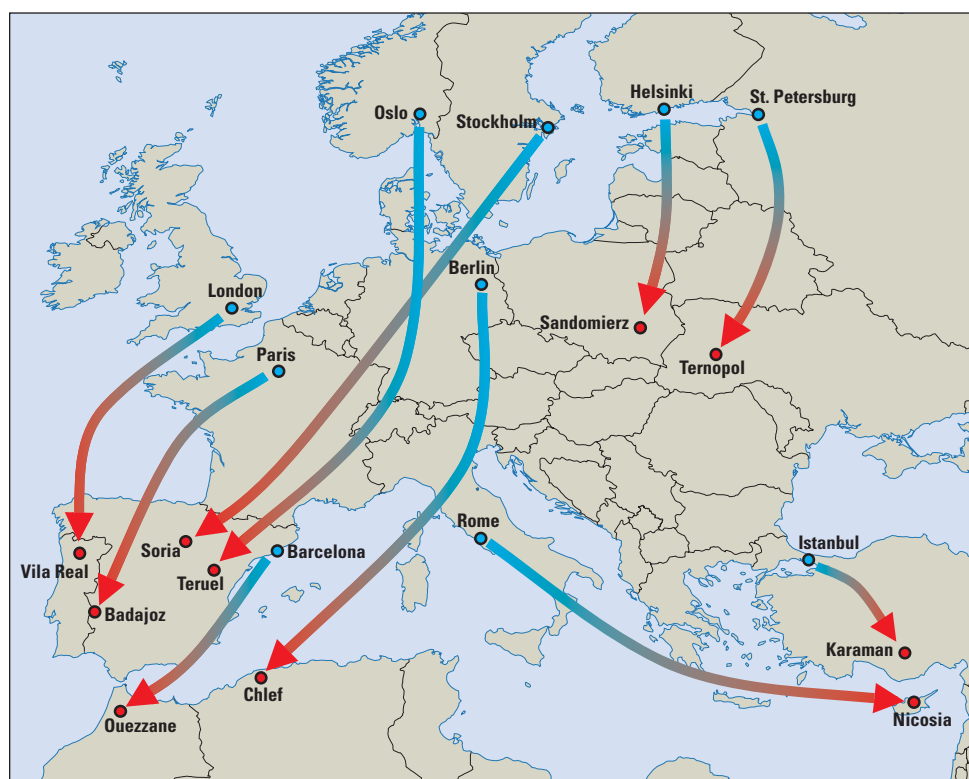 Helsinki
St. Petersburg
Oslo
Stockholm
Berlin
London
Sandomierz
Paris
Ternopol
Rome
Istanbul
Soria
Barcelona
Vila Real
Teruel
Badajoz
Karaman
Chlef
Ouezzane
Nicosia